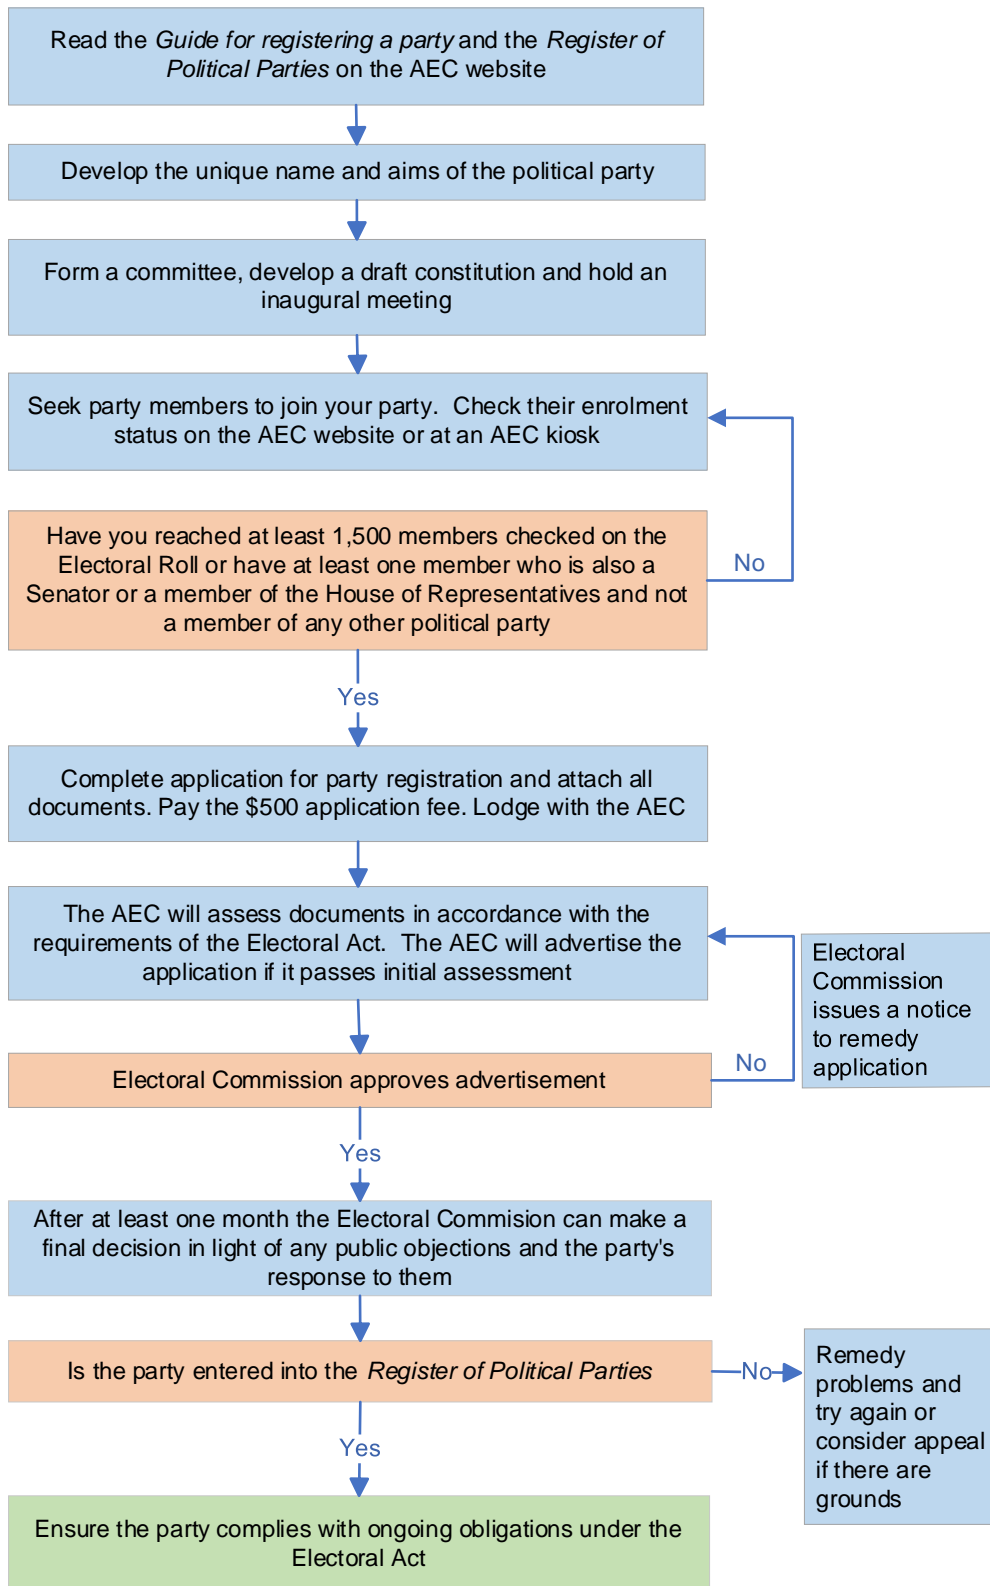 Read the Guide for registering a party and the Register of
Political Parties on the AEC website
Develop the unique name and aims of the political party
Form a committee, develop a draft constitution and hold an
inaugural meeting
Seek party members to join your party.  Check their enrolment
status on the AEC website or at an AEC kiosk
Have you reached at least 1,500 members checked on the
Electoral Roll or have at least one member who is also a
Senator or a member of the House of Representatives and not
a member of any other political party
No
Yes
Complete application for party registration and attach all
documents. Pay the $500 application fee. Lodge with the AEC
The AEC will assess documents in accordance with the
requirements of the Electoral Act.  The AEC will advertise the
application if it passes initial assessment
Electoral
Commission
issues a notice
to remedy
application
Electoral Commission approves advertisement
No
Yes
After at least one month the Electoral Commision can make a
final decision in light of any public objections and the party's
response to them
Is the party entered into the Register of Political Parties
No
Remedy
problems and
try again or
consider appeal
if there are
grounds
Yes
Ensure the party complies with ongoing obligations under the
Electoral Act